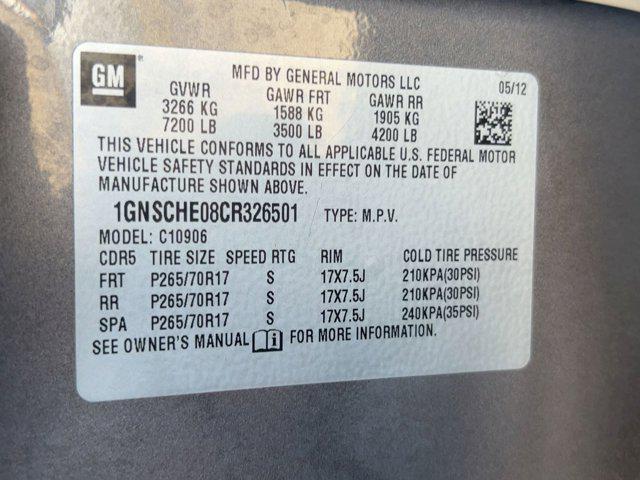 GM
MFD BY GENERAL MOTORS LLC
05/12
GVWR GAWR FRT GAWR RR
3266 KG 1588 KG 1905 KG
7200 LB 3500 LB 4200 LB
THIS VEHICLE CONFORMS TO ALL APPLICABLE U.S. FEDERAL MOTOR
VEHICLE SAFETY STANDARDS IN EFFECT ON THE DATE OF
MANUFACTURE SHOWN ABOVE.
1GNSCHE08CR326501 TYPE: M.P.V.
MODEL: C10906
CDR5 TIRE SIZE SPEED RTG RIM COLD TIRE PRESSURE
FRT P265/70R17 S 17X7.5J 210KPA(30PSI)
RR P265/70R17 S 17X7.5J 210KPA(30PSI)
SPA P265/70R17 S 17X7.5J 240KPA(35PSI)
SEE OWNER'S MANUAL FOR MORE INFORMATION.